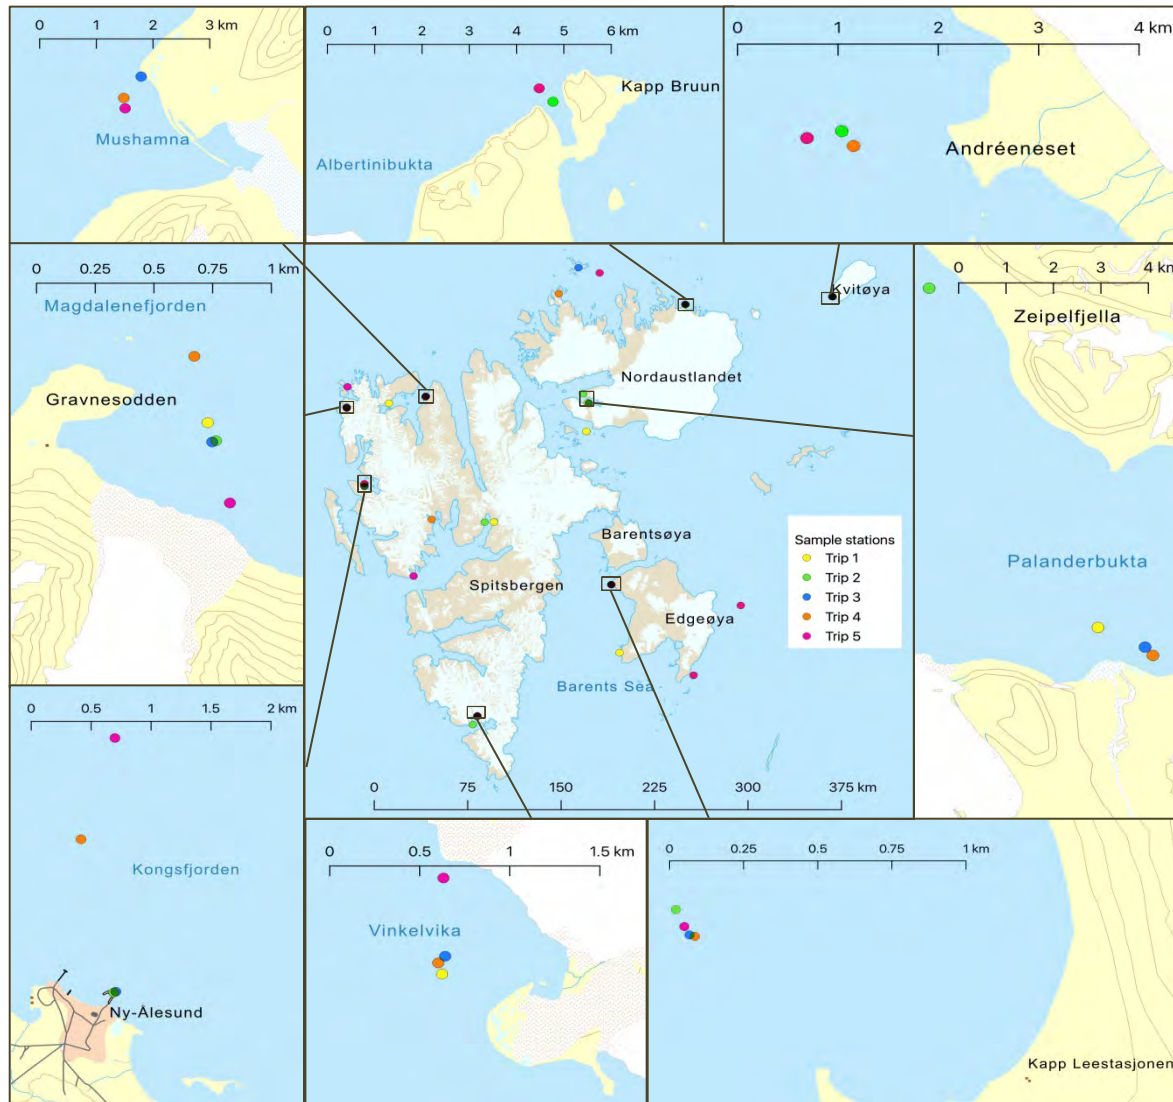 0 1 2 3 km
Mushamna
0 1 2 3 4 5 6 km
Kapp Bruun
Albertinibukta
0 1 2 3 4 km
Andréeneset
0 0.25 0.5 0.75 1 km
Magdalenefjorden
Gravnesodden
Kvitøya
Nordaustlandet
Barentsøya
Spitsbergen
Edgeøya
Barents Sea
Sample stations
Trip 1
Trip 2
Trip 3
Trip 4
Trip 5
0 75 150 225 300 375 km
0 1 2 3 4 km
Zeipelfjella
Palanderbukta
0 0.5 1 2 km
Kongsfjorden
Ny-Ålesund
0 0.5 1 1.5 km
Vinkelvika
0 0.25 0.5 0.75 1 km
Kapp Leestasjonen